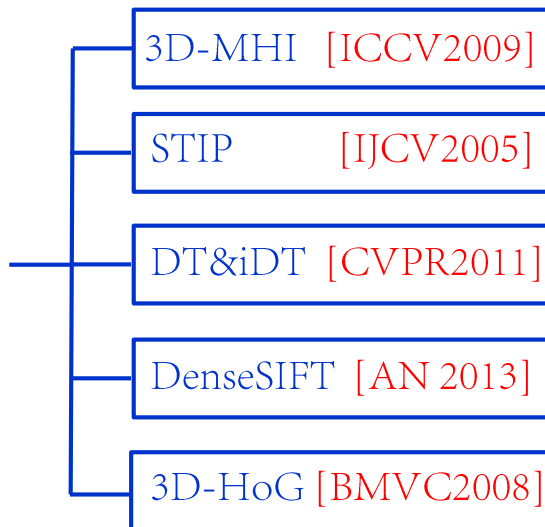 3D-MHI [ICCV2009]
STIP [IJCV2005]
DT&iDT [CVPR2011]
DenseSIFT [AN 2013]
3D-HoG [BMVC2008]